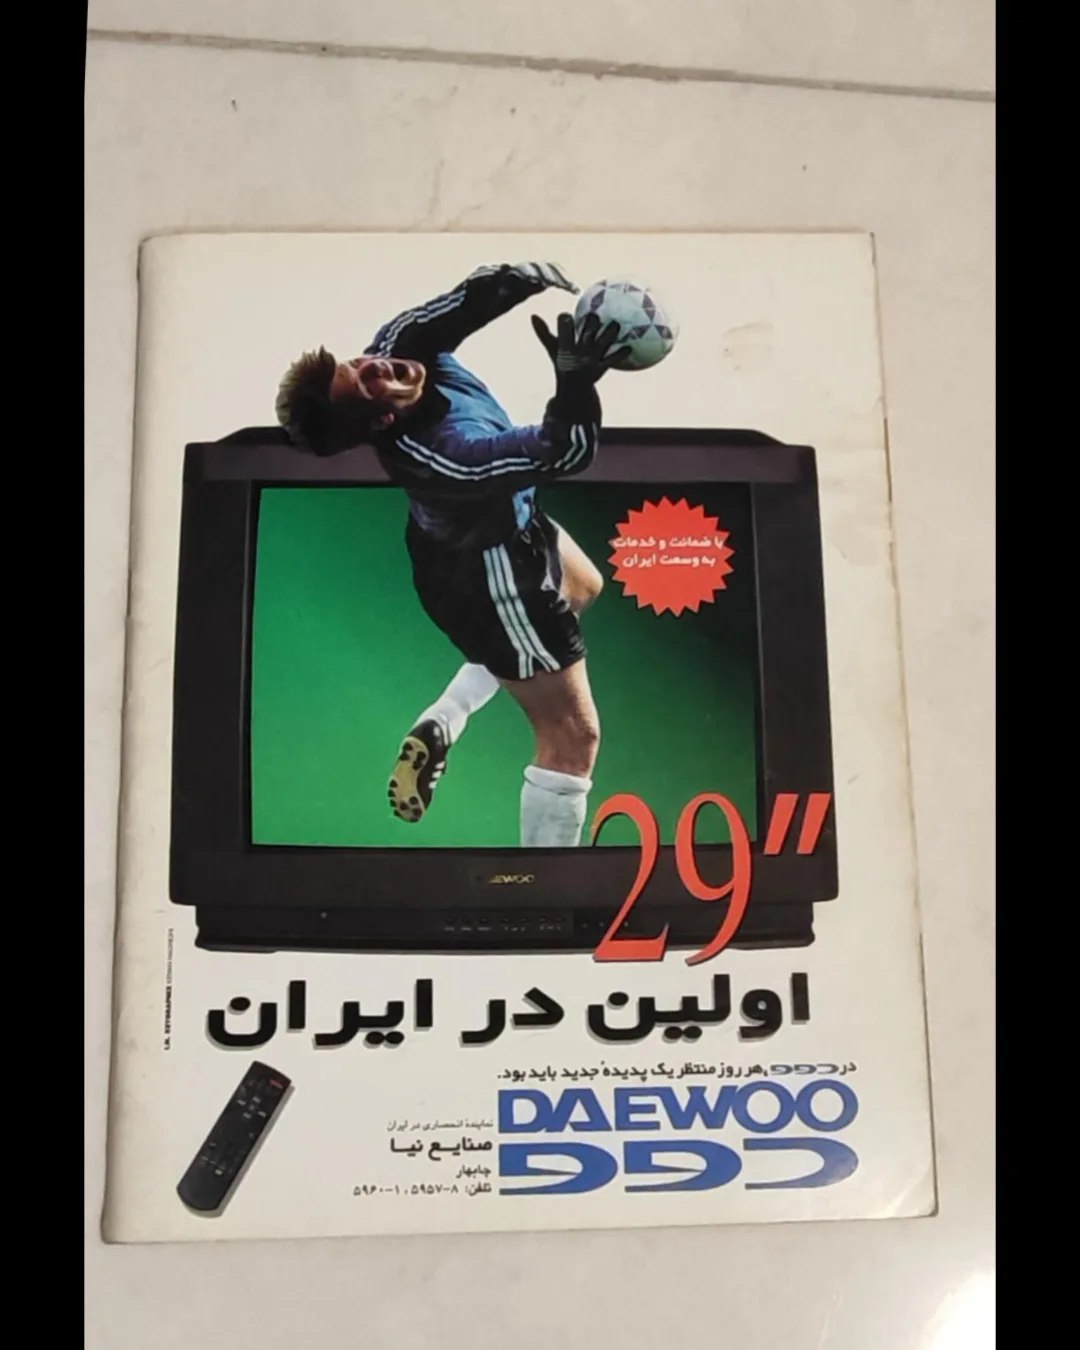 با ضمانت و خدمات
به وسعت ایران
DAEWOO
29"
اولین در ایران
در دوو، هر روز منتظر یک پدیدهٔ جدید باید بود.
DAEWOO
دوو
نمایندهٔ انحصاری در ایران
صنایع نیا
چابهار
تلفن: ۸-۵۹۵۷، ۱-۵۹۶۰